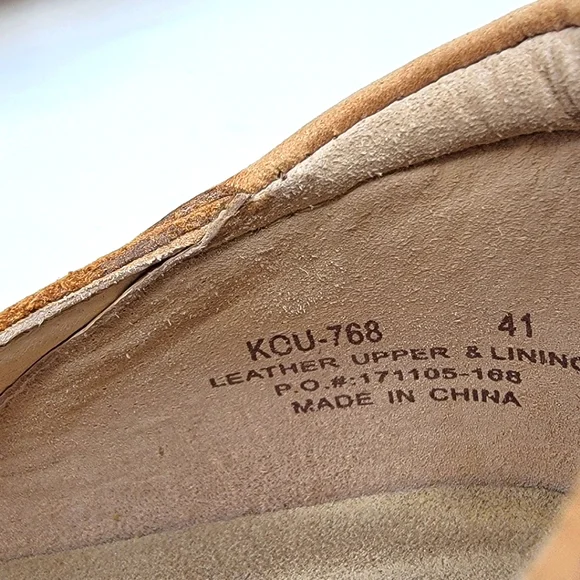 KCU-768 41
LEATHER UPPER & LINING
P.O.#:171105-168
MADE IN CHINA